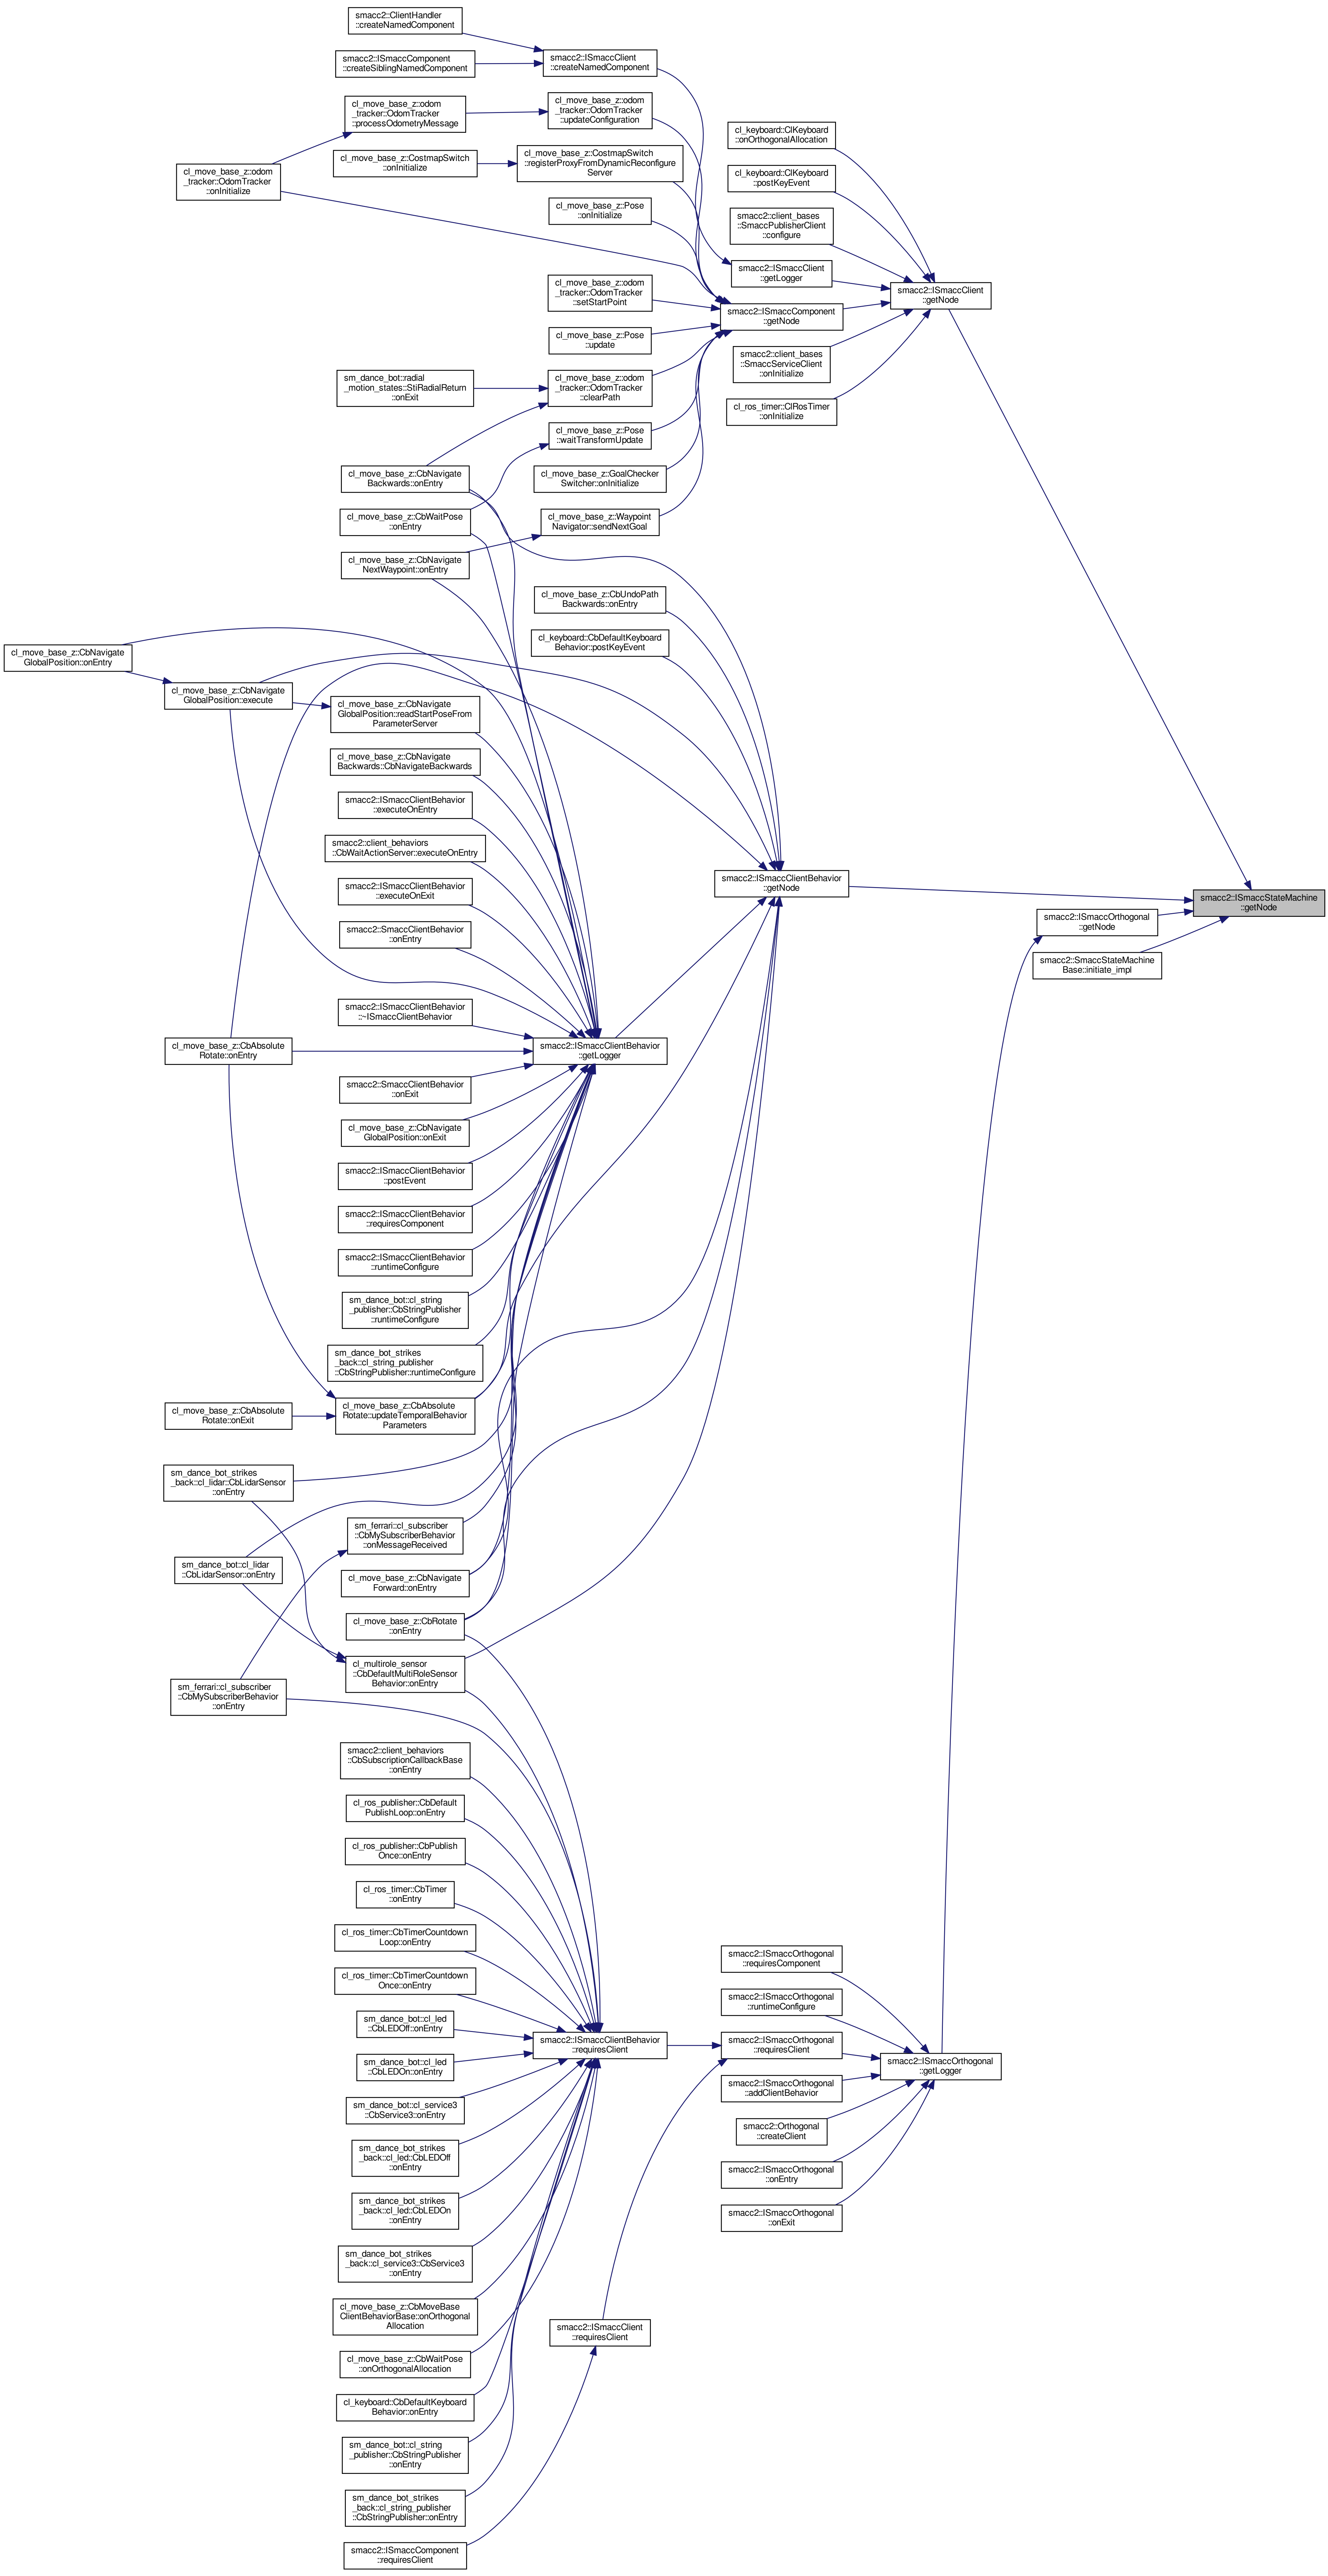 smacc2::ClientHandler
::createNamedComponent
smacc2::ISmaccComponent
::createSiblingNamedComponent
smacc2::ISmaccClient
::createNamedComponent
cl_move_base_z::odom
_tracker::OdomTracker
::processOdometryMessage
cl_move_base_z::odom
_tracker::OdomTracker
::updateConfiguration
cl_move_base_z::CostmapSwitch
::onInitialize
cl_move_base_z::CostmapSwitch
::registerProxyFromDynamicReconfigure
Server
cl_move_base_z::odom
_tracker::OdomTracker
::onInitialize
cl_move_base_z::Pose
::onInitialize
cl_keyboard::ClKeyboard
::onOrthogonalAllocation
cl_keyboard::ClKeyboard
::postKeyEvent
smacc2::client_bases
::SmaccPublisherClient
::configure
smacc2::ISmaccClient
::getLogger
smacc2::ISmaccClient
::getNode
cl_move_base_z::odom
_tracker::OdomTracker
::setStartPoint
smacc2::ISmaccComponent
::getNode
cl_move_base_z::Pose
::update
smacc2::client_bases
::SmaccServiceClient
::onInitialize
sm_dance_bot::radial
_motion_states::StiRadialReturn
::onExit
cl_move_base_z::odom
_tracker::OdomTracker
::clearPath
cl_ros_timer::ClRosTimer
::onInitialize
cl_move_base_z::Pose
::waitTransformUpdate
cl_move_base_z::CbNavigate
Backwards::onEntry
cl_move_base_z::GoalChecker
Switcher::onInitialize
cl_move_base_z::CbWaitPose
::onEntry
cl_move_base_z::Waypoint
Navigator::sendNextGoal
cl_move_base_z::CbNavigate
NextWaypoint::onEntry
cl_move_base_z::CbUndoPath
Backwards::onEntry
cl_keyboard::CbDefaultKeyboard
Behavior::postKeyEvent
cl_move_base_z::CbNavigate
GlobalPosition::onEntry
cl_move_base_z::CbNavigate
GlobalPosition::execute
cl_move_base_z::CbNavigate
GlobalPosition::readStartPoseFrom
ParameterServer
cl_move_base_z::CbNavigate
Backwards::CbNavigateBackwards
smacc2::ISmaccClientBehavior
::executeOnEntry
smacc2::client_behaviors
::CbWaitActionServer::executeOnEntry
smacc2::ISmaccClientBehavior
::executeOnExit
smacc2::ISmaccClientBehavior
::getNode
smacc2::ISmaccStateMachine
::getNode
smacc2::ISmaccOrthogonal
::getNode
smacc2::SmaccClientBehavior
::onEntry
smacc2::SmaccStateMachine
Base::initiate_impl
smacc2::ISmaccClientBehavior
::~ISmaccClientBehavior
cl_move_base_z::CbAbsolute
Rotate::onEntry
smacc2::ISmaccClientBehavior
::getLogger
smacc2::SmaccClientBehavior
::onExit
cl_move_base_z::CbNavigate
GlobalPosition::onExit
smacc2::ISmaccClientBehavior
::postEvent
smacc2::ISmaccClientBehavior
::requiresComponent
smacc2::ISmaccClientBehavior
::runtimeConfigure
sm_dance_bot::cl_string
_publisher::CbStringPublisher
::runtimeConfigure
sm_dance_bot_strikes
_back::cl_string_publisher
::CbStringPublisher::runtimeConfigure
cl_move_base_z::CbAbsolute
Rotate::onExit
cl_move_base_z::CbAbsolute
Rotate::updateTemporalBehavior
Parameters
sm_dance_bot_strikes
_back::cl_lidar::CbLidarSensor
::onEntry
sm_ferrari::cl_subscriber
::CbMySubscriberBehavior
::onMessageReceived
sm_dance_bot::cl_lidar
::CbLidarSensor::onEntry
cl_move_base_z::CbNavigate
Forward::onEntry
cl_move_base_z::CbRotate
::onEntry
cl_multirole_sensor
::CbDefaultMultiRoleSensor
Behavior::onEntry
sm_ferrari::cl_subscriber
::CbMySubscriberBehavior
::onEntry
smacc2::client_behaviors
::CbSubscriptionCallbackBase
::onEntry
cl_ros_publisher::CbDefault
PublishLoop::onEntry
cl_ros_publisher::CbPublish
Once::onEntry
cl_ros_timer::CbTimer
::onEntry
cl_ros_timer::CbTimerCountdown
Loop::onEntry
smacc2::ISmaccOrthogonal
::requiresComponent
cl_ros_timer::CbTimerCountdown
Once::onEntry
smacc2::ISmaccOrthogonal
::runtimeConfigure
sm_dance_bot::cl_led
::CbLEDOff::onEntry
smacc2::ISmaccClientBehavior
::requiresClient
smacc2::ISmaccOrthogonal
::requiresClient
sm_dance_bot::cl_led
::CbLEDOn::onEntry
smacc2::ISmaccOrthogonal
::getLogger
smacc2::ISmaccOrthogonal
::addClientBehavior
sm_dance_bot::cl_service3
::CbService3::onEntry
smacc2::Orthogonal
::createClient
sm_dance_bot_strikes
_back::cl_led::CbLEDOff
::onEntry
smacc2::ISmaccOrthogonal
::onEntry
sm_dance_bot_strikes
_back::cl_led::CbLEDOn
::onEntry
smacc2::ISmaccOrthogonal
::onExit
sm_dance_bot_strikes
_back::cl_service3::CbService3
::onEntry
cl_move_base_z::CbMoveBase
ClientBehaviorBase::onOrthogonal
Allocation
smacc2::ISmaccClient
::requiresClient
cl_move_base_z::CbWaitPose
::onOrthogonalAllocation
cl_keyboard::CbDefaultKeyboard
Behavior::onEntry
sm_dance_bot::cl_string
_publisher::CbStringPublisher
::onEntry
sm_dance_bot_strikes
_back::cl_string_publisher
::CbStringPublisher::onEntry
smacc2::ISmaccComponent
::requiresClient